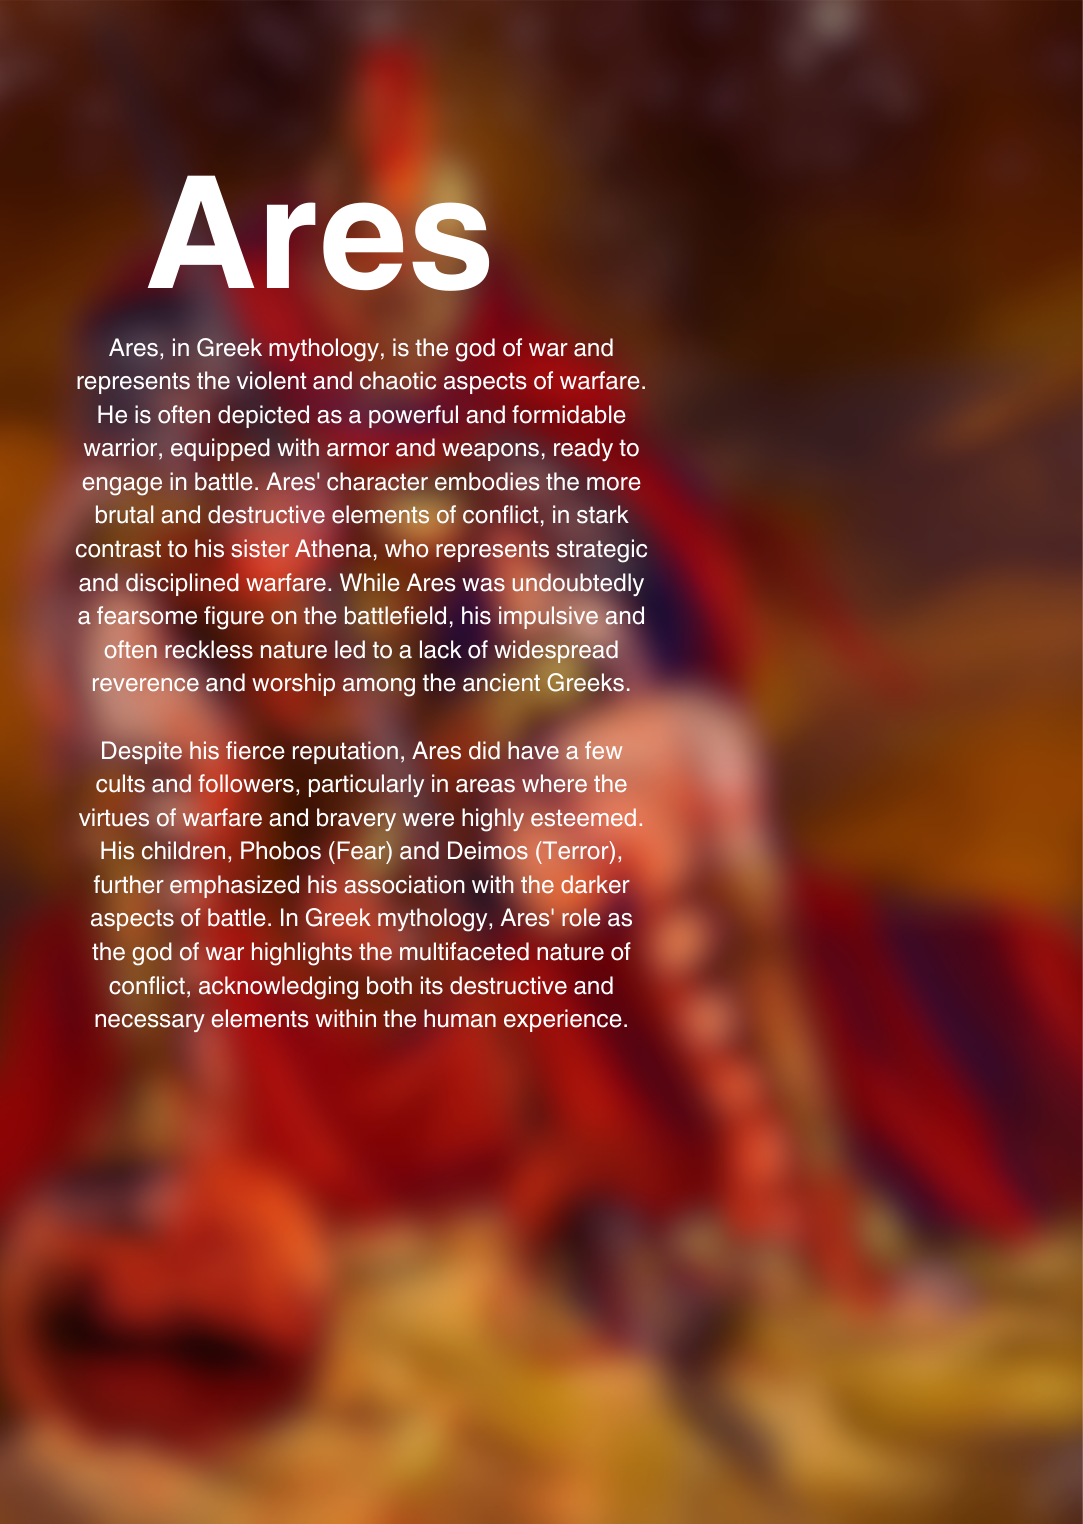 Ares
Ares, in Greek mythology, is the god of war and
represents the violent and chaotic aspects of warfare.
He is often depicted as a powerful and formidable
warrior, equipped with armor and weapons, ready to
engage in battle. Ares' character embodies the more
brutal and destructive elements of conflict, in stark
contrast to his sister Athena, who represents strategic
and disciplined warfare. While Ares was undoubtedly
a fearsome figure on the battlefield, his impulsive and
often reckless nature led to a lack of widespread
reverence and worship among the ancient Greeks.
Despite his fierce reputation, Ares did have a few
cults and followers, particularly in areas where the
virtues of warfare and bravery were highly esteemed.
His children, Phobos (Fear) and Deimos (Terror),
further emphasized his association with the darker
aspects of battle. In Greek mythology, Ares' role as
the god of war highlights the multifaceted nature of
conflict, acknowledging both its destructive and
necessary elements within the human experience.